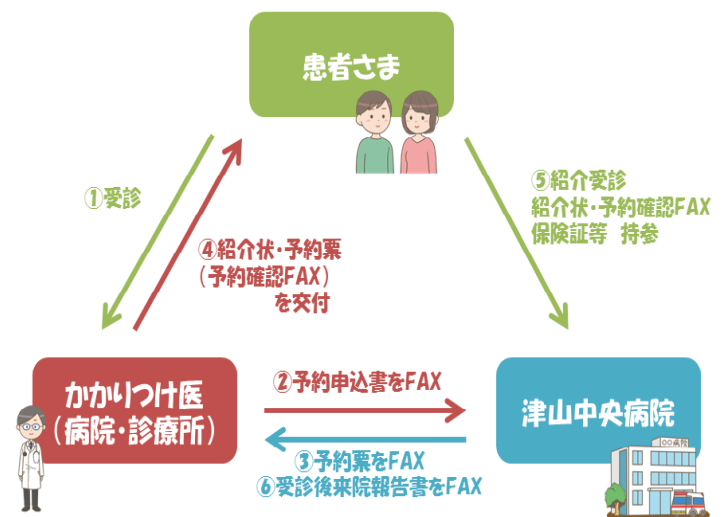 患者さま
①受診
⑤紹介受診
紹介状・予約確認FAX
保険証等　持参
④紹介状・予約票
（予約確認FAX）
を交付
かかりつけ医
（病院・診療所）
②予約申込書をFAX
③予約票をFAX
⑥受診後来院報告書をFAX
津山中央病院
〇〇病院